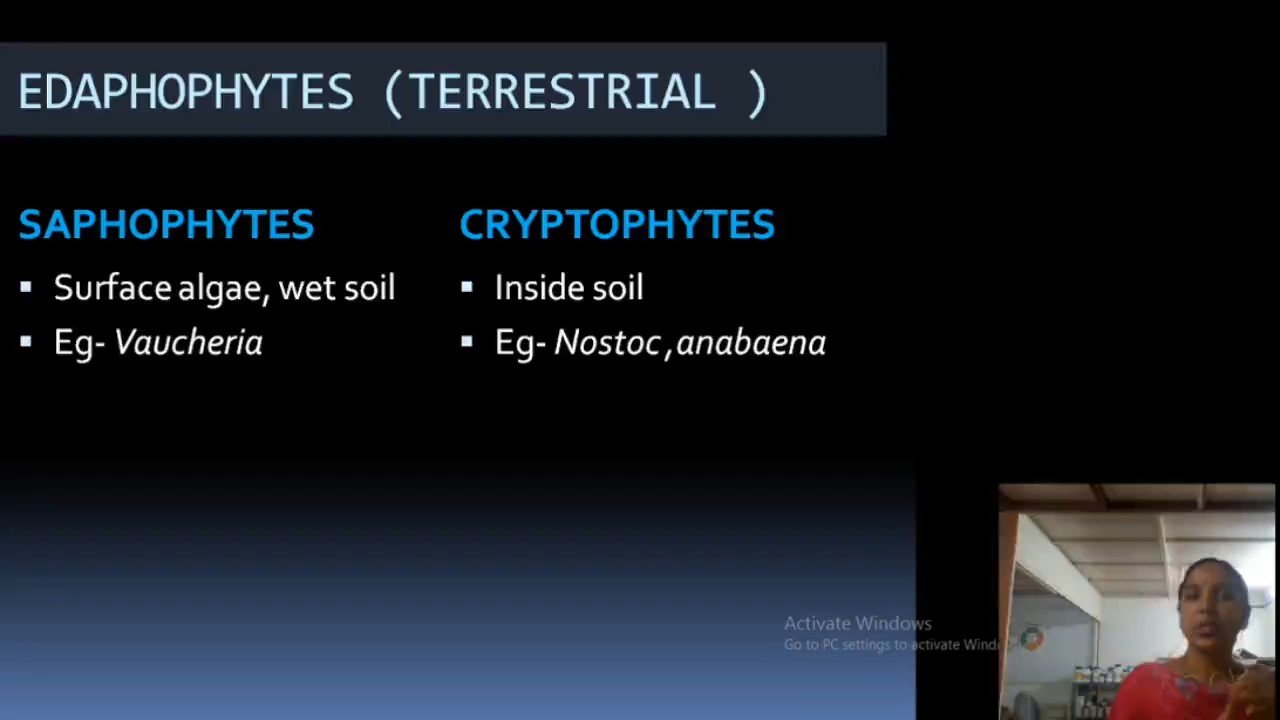 EDAPHOPHYTES (TERRESTRIAL )
SAPHOPHYTES
Surface algae, wet soil
Eg- Vaucheria
CRYPTOPHYTES
Inside soil
Eg- Nostoc ,anabaena
Activate Windows
Go to PC settings to activate